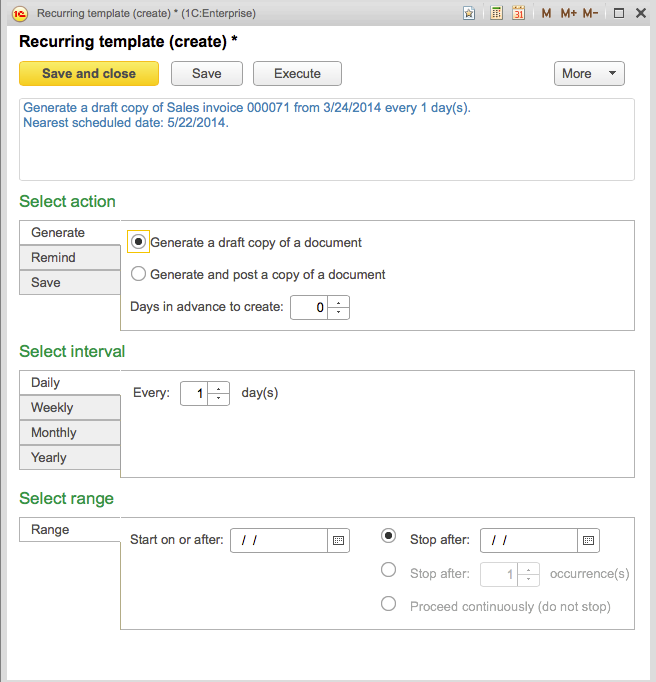 Recurring template (create) * (1C:Enterprise)
31 M M+ M-
Recurring template (create) *
Save and close Save Execute More
Generate a draft copy of Sales invoice 000071 from 3/24/2014 every 1 day(s).
Nearest scheduled date: 5/22/2014.
Select action
Generate
Remind
Save
Generate a draft copy of a document
Generate and post a copy of a document
Days in advance to create: 0
Select interval
Daily
Weekly
Monthly
Yearly
Every: 1 day(s)
Select range
Range
Start on or after: / /
Stop after: / /
Stop after: 1 occurrence(s)
Proceed continuously (do not stop)